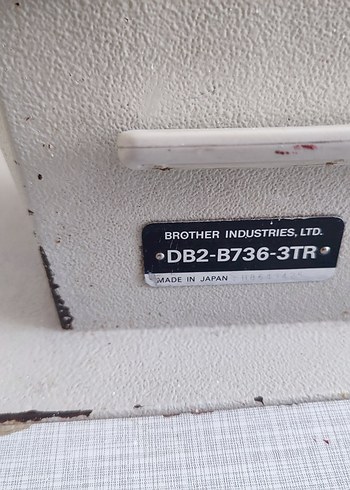 BROTHER INDUSTRIES, LTD.
DB2-B736-3TR
MADE IN JAPAN